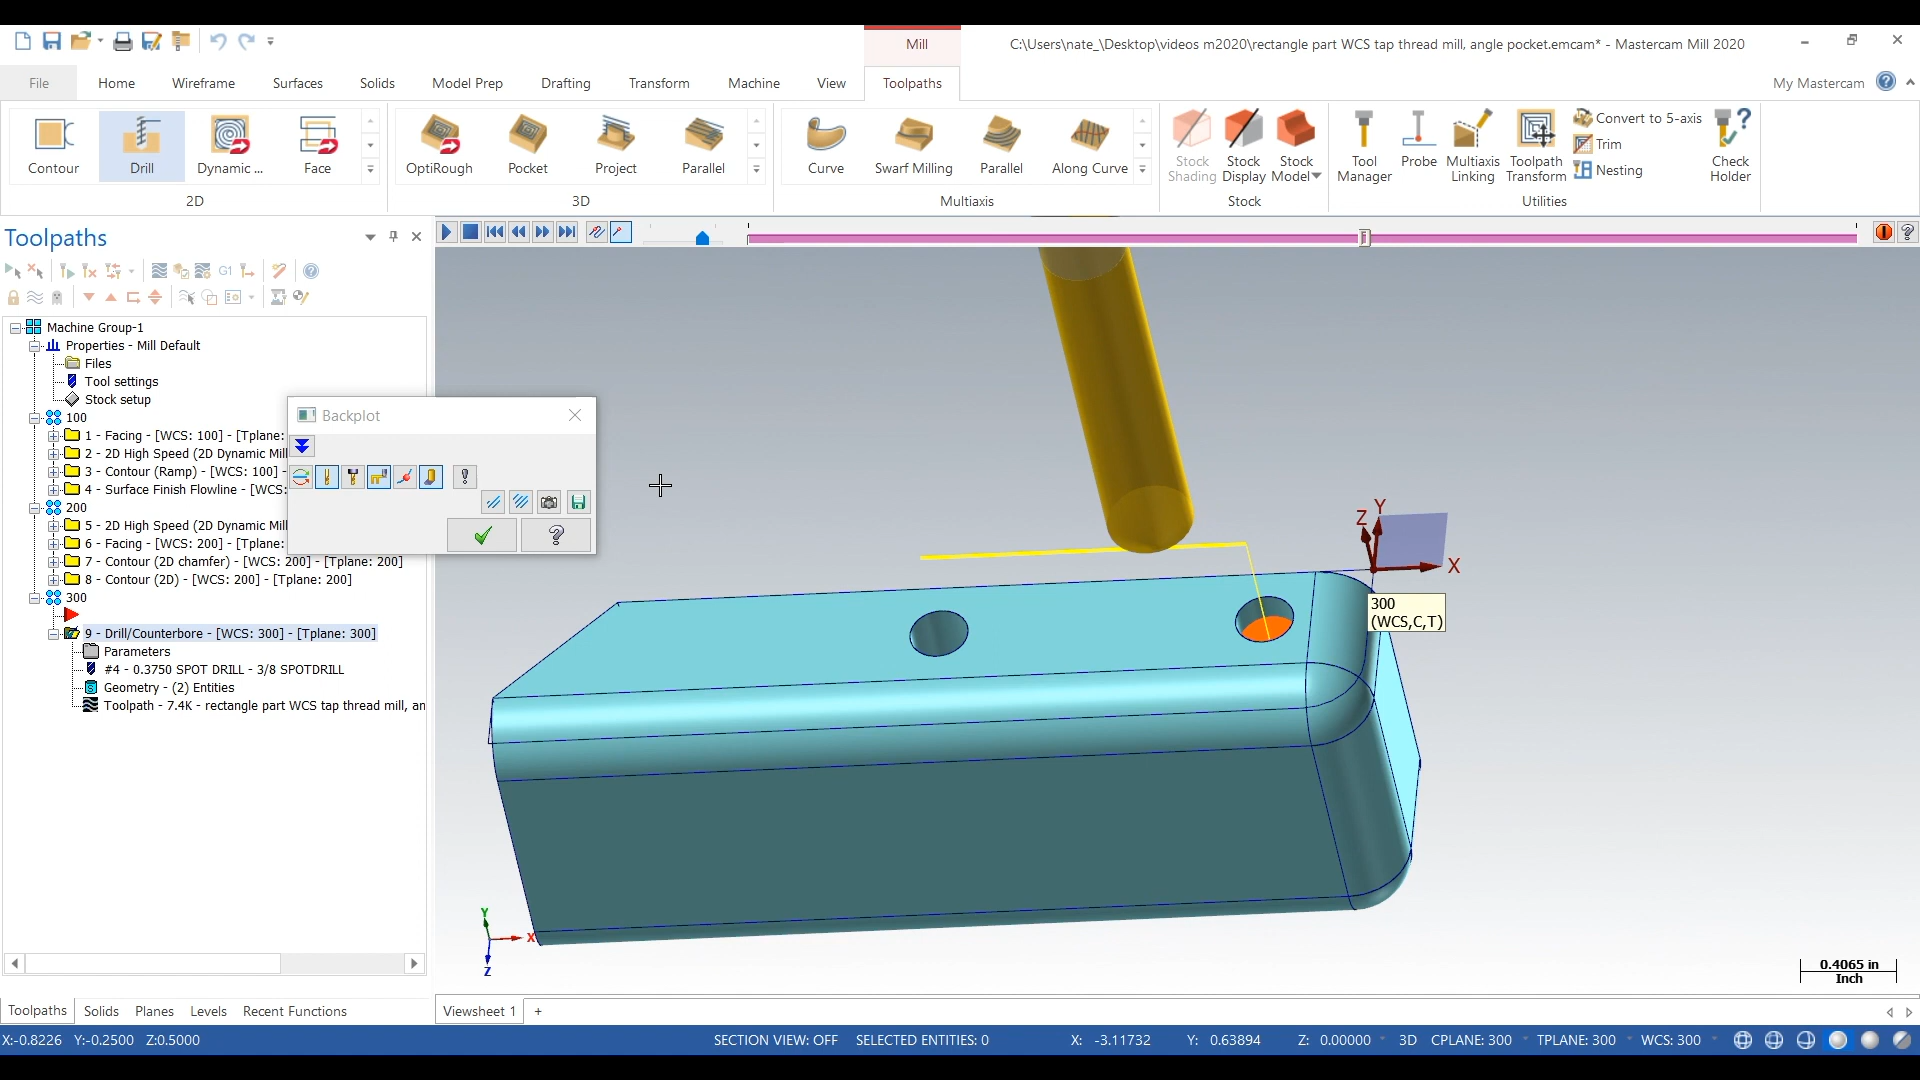 Mill
C:\Users\nate_\Desktop\videos m2020\rectangle part WCS tap thread mill, angle pocket.emcam* - Mastercam Mill 2020
File Home Wireframe Surfaces Solids Model Prep Drafting Transform Machine View Toolpaths My Mastercam
Contour Drill Dynamic ... Face OptiRough Pocket Project Parallel Curve Swarf Milling Parallel Along Curve
Stock Shading Stock Display Stock Model Tool Manager Probe Multiaxis Linking Toolpath Transform
Convert to 5-axis
Trim
Nesting
Check Holder
2D 3D Multiaxis Stock Utilities
Toolpaths
G1
Machine Group-1
Properties - Mill Default
Files
Tool settings
Stock setup
100
1 - Facing - [WCS: 100] - [Tplane:
2 - 2D High Speed (2D Dynamic Mill
3 - Contour (Ramp) - [WCS: 100] -
4 - Surface Finish Flowline - [WCS:
200
5 - 2D High Speed (2D Dynamic Mill
6 - Facing - [WCS: 200] - [Tplane:
7 - Contour (2D chamfer) - [WCS: 200] - [Tplane: 200]
8 - Contour (2D) - [WCS: 200] - [Tplane: 200]
300
9 - Drill/Counterbore - [WCS: 300] - [Tplane: 300]
Parameters
#4 - 0.3750 SPOT DRILL - 3/8 SPOTDRILL
Geometry - (2) Entities
Toolpath - 7.4K - rectangle part WCS tap thread mill, an
Backplot
Z Y X
300
(WCS,C,T)
Y X Z
0.4065 in
Inch
Toolpaths Solids Planes Levels Recent Functions
Viewsheet 1 +
X:-0.8226 Y:-0.2500 Z:0.5000 SECTION VIEW: OFF SELECTED ENTITIES: 0 X: -3.11732 Y: 0.63894 Z: 0.00000 3D CPLANE: 300 TPLANE: 300 WCS: 300